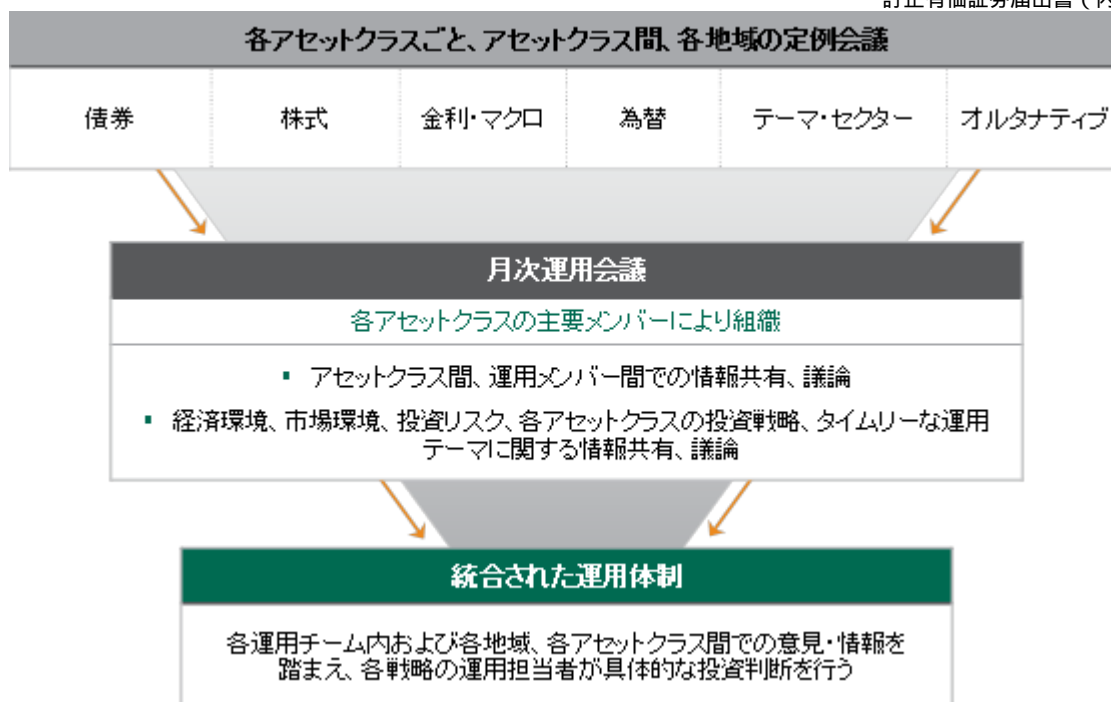 訂正有価証券届出書（内
各アセットクラスごと、アセットクラス間、各地域の定例会議
債券 株式 金利・マクロ 為替 テーマ・セクター オルタナティブ
月次運用会議
各アセットクラスの主要メンバーにより組織
▪ アセットクラス間、運用メンバー間での情報共有、議論
▪ 経済環境、市場環境、投資リスク、各アセットクラスの投資戦略、タイムリーな運用
テーマに関する情報共有、議論
統合された運用体制
各運用チーム内および各地域、各アセットクラス間での意見・情報を
踏まえ、各戦略の運用担当者が具体的な投資判断を行う